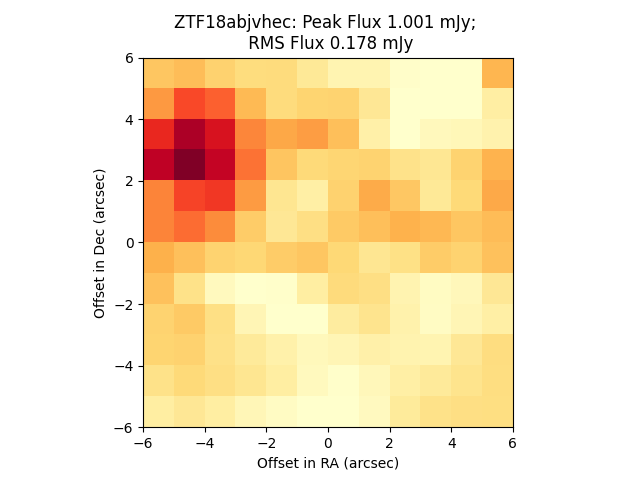 ZTF18abjvhec: Peak Flux 1.001 mJy;
RMS Flux 0.178 mJy
6
4
2
0
−2
−4
−6
Offset in Dec (arcsec)
−6 −4 −2 0 2 4 6
Offset in RA (arcsec)